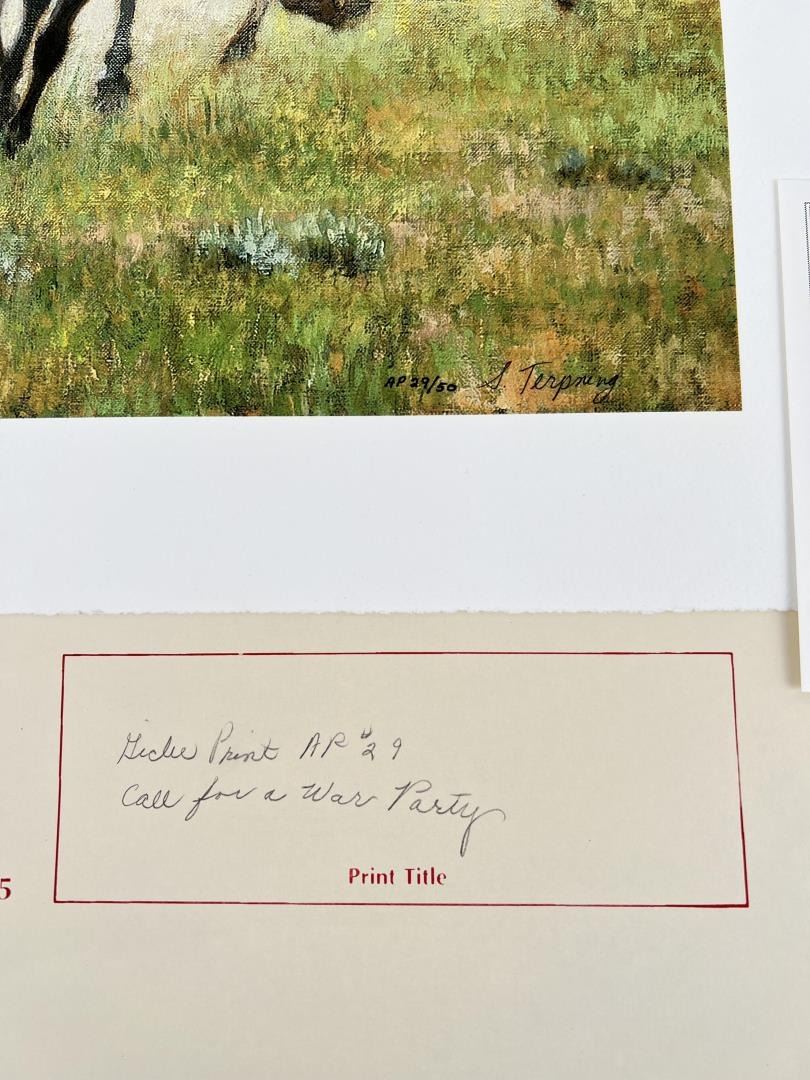 AP 29/50 S. Terpning
Giclee Print AP #29
Call for a War Party
Print Title
5